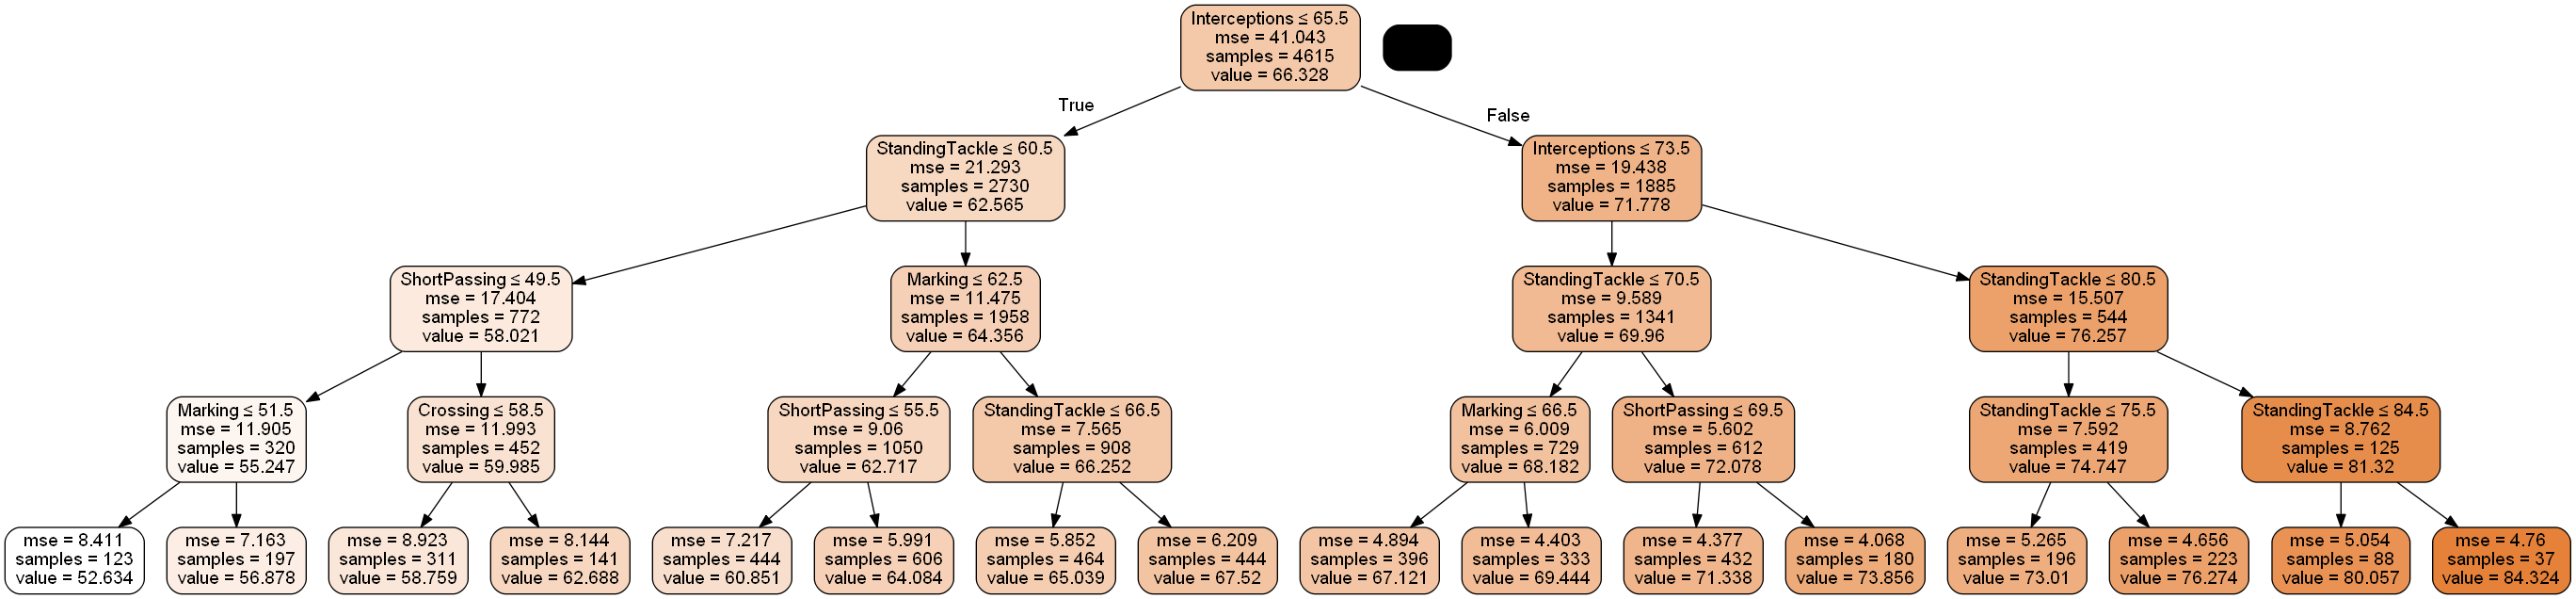 Interceptions ≤ 65.5
mse = 41.043
samples = 4615
value = 66.328
True
False
StandingTackle ≤ 60.5
mse = 21.293
samples = 2730
value = 62.565
Interceptions ≤ 73.5
mse = 19.438
samples = 1885
value = 71.778
ShortPassing ≤ 49.5
mse = 17.404
samples = 772
value = 58.021
Marking ≤ 62.5
mse = 11.475
samples = 1958
value = 64.356
StandingTackle ≤ 70.5
mse = 9.589
samples = 1341
value = 69.96
StandingTackle ≤ 80.5
mse = 15.507
samples = 544
value = 76.257
Marking ≤ 51.5
mse = 11.905
samples = 320
value = 55.247
Crossing ≤ 58.5
mse = 11.993
samples = 452
value = 59.985
ShortPassing ≤ 55.5
mse = 9.06
samples = 1050
value = 62.717
StandingTackle ≤ 66.5
mse = 7.565
samples = 908
value = 66.252
Marking ≤ 66.5
mse = 6.009
samples = 729
value = 68.182
ShortPassing ≤ 69.5
mse = 5.602
samples = 612
value = 72.078
StandingTackle ≤ 75.5
mse = 7.592
samples = 419
value = 74.747
StandingTackle ≤ 84.5
mse = 8.762
samples = 125
value = 81.32
mse = 8.411
samples = 123
value = 52.634
mse = 7.163
samples = 197
value = 56.878
mse = 8.923
samples = 311
value = 58.759
mse = 8.144
samples = 141
value = 62.688
mse = 7.217
samples = 444
value = 60.851
mse = 5.991
samples = 606
value = 64.084
mse = 5.852
samples = 464
value = 65.039
mse = 6.209
samples = 444
value = 67.52
mse = 4.894
samples = 396
value = 67.121
mse = 4.403
samples = 333
value = 69.444
mse = 4.377
samples = 432
value = 71.338
mse = 4.068
samples = 180
value = 73.856
mse = 5.265
samples = 196
value = 73.01
mse = 4.656
samples = 223
value = 76.274
mse = 5.054
samples = 88
value = 80.057
mse = 4.76
samples = 37
value = 84.324